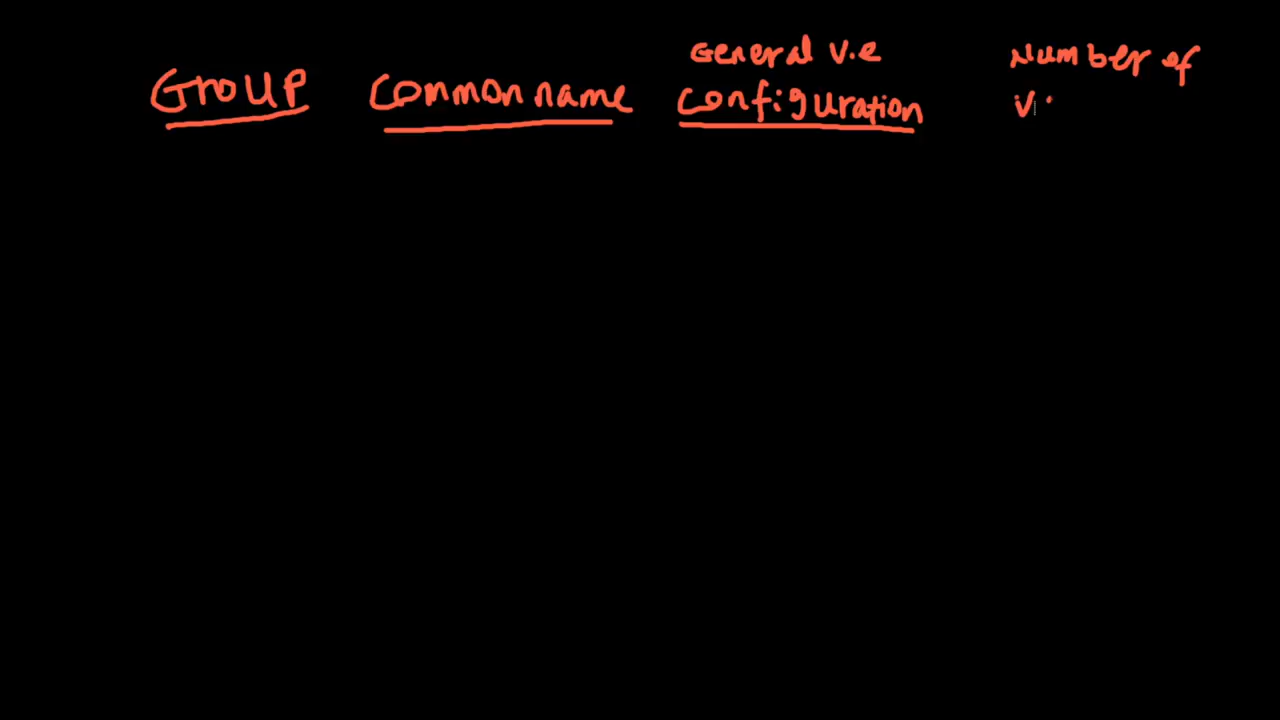 Group
Common name
General v.e
configuration
Number of
v.